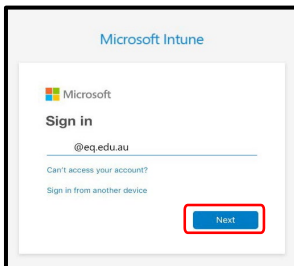 Microsoft Intune
Microsoft
Sign in
@eq.edu.au
Can't access your account?
Sign in from another device
Next